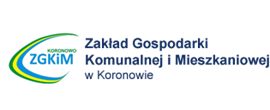 KORONOWO
ZGKiM
Zakład Gospodarki
Komunalnej i Mieszkaniowej
w Koronowie